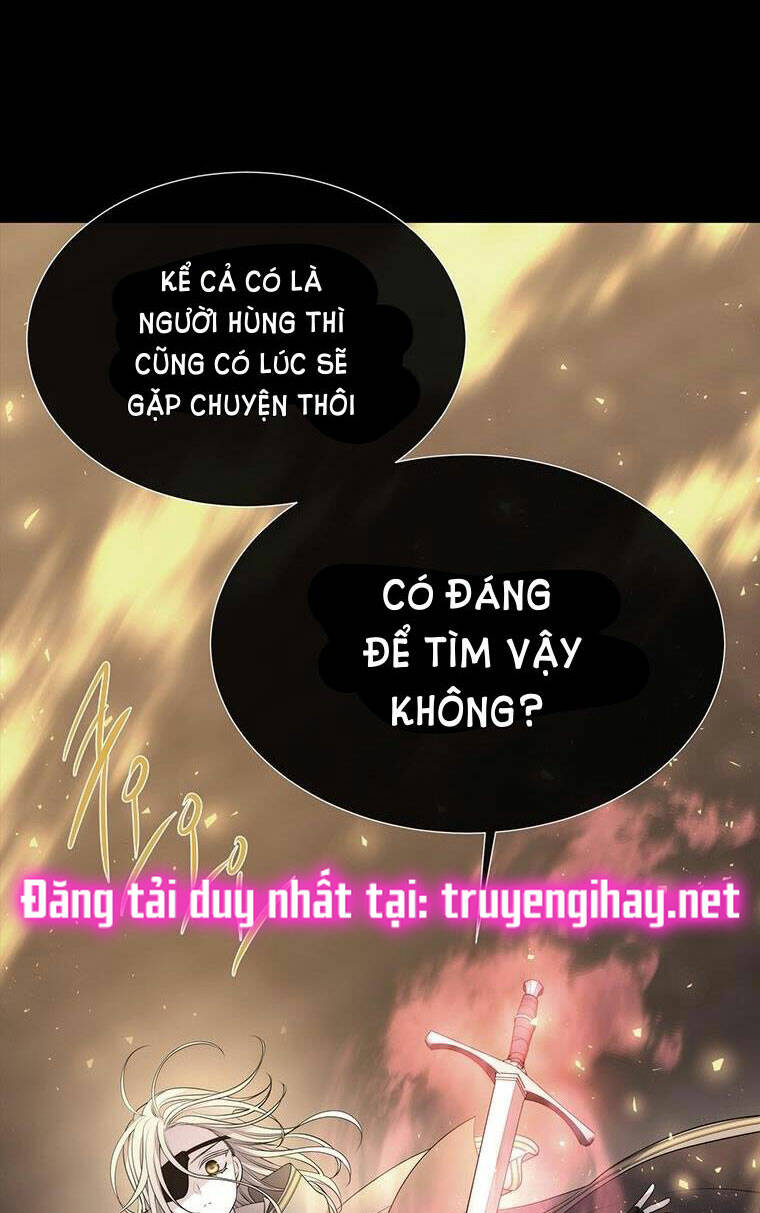 KỂ CẢ CÓ LÀ
NGƯỜI HÙNG THÌ
CŨNG CÓ LÚC SẼ
GẶP CHUYỆN THÔI
CÓ ĐÁNG
ĐỂ TÌM VẬY
KHÔNG?
Đăng tải duy nhất tại: truyengihay.net